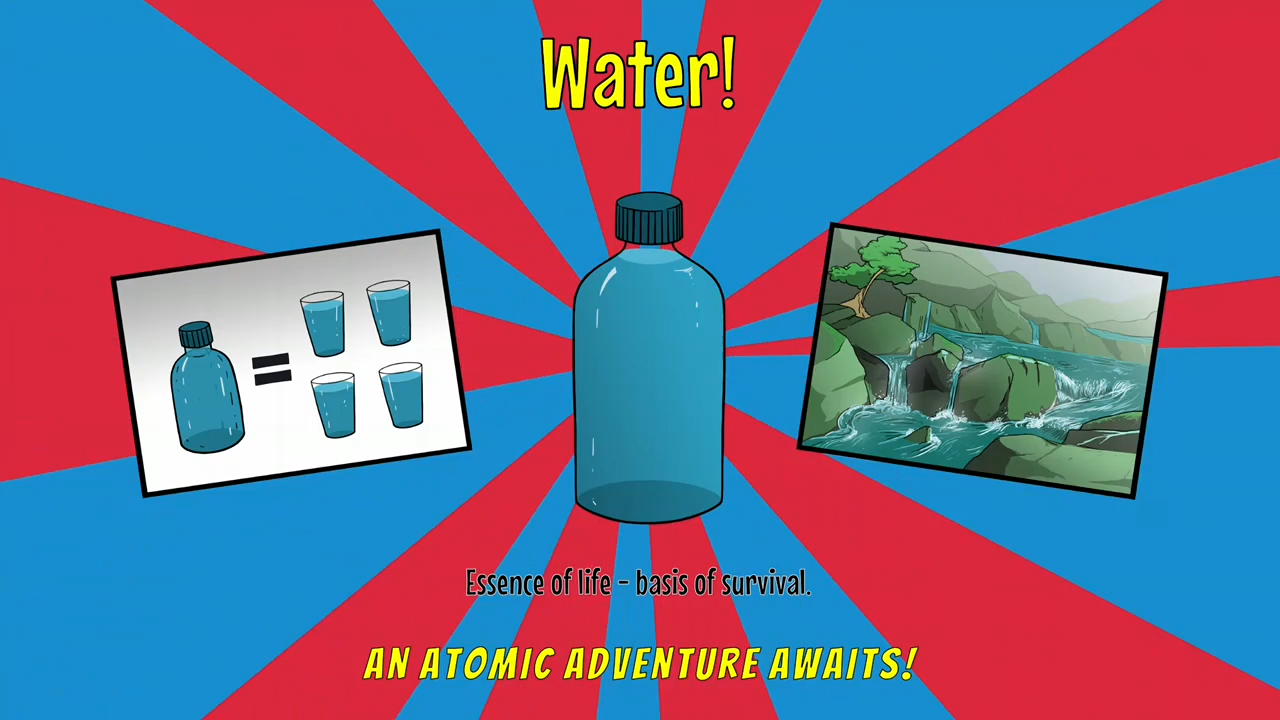 Water!
Essence of life - basis of survival.
AN ATOMIC ADVENTURE AWAITS!